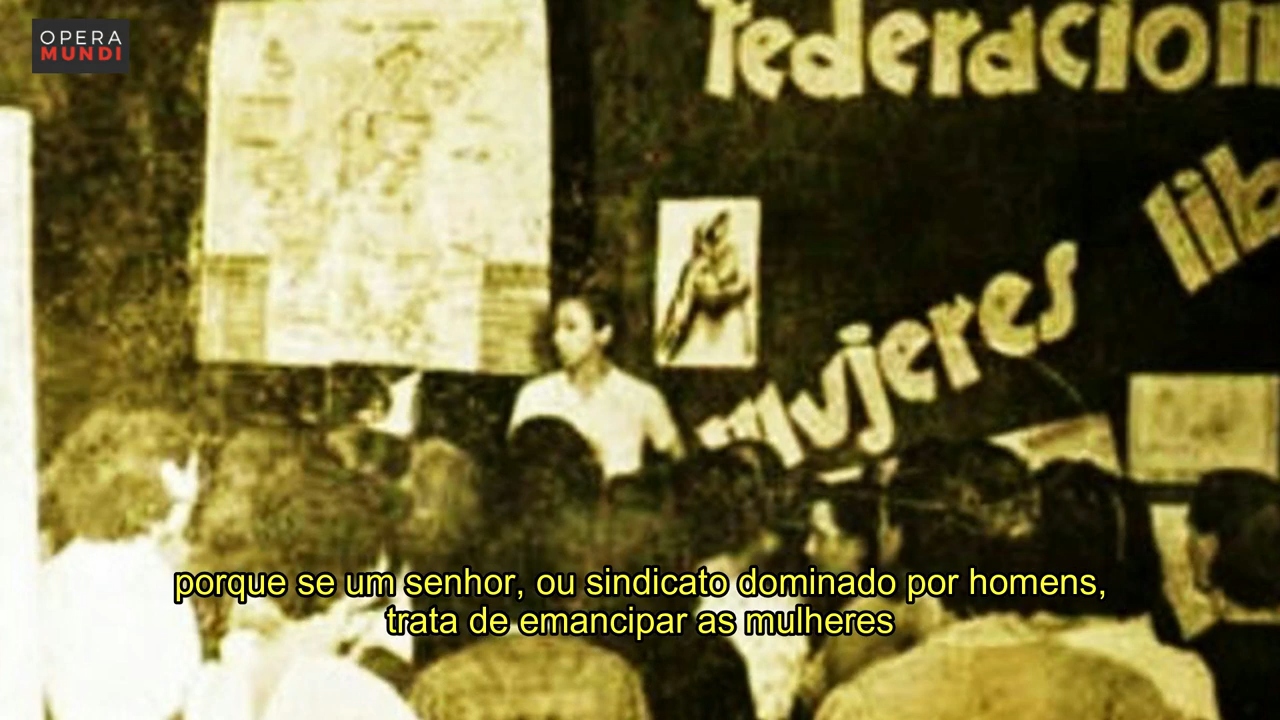 OPERA
MUNDI
federacion
mujeres lib
porque se um senhor, ou sindicato dominado por homens,
trata de emancipar as mulheres